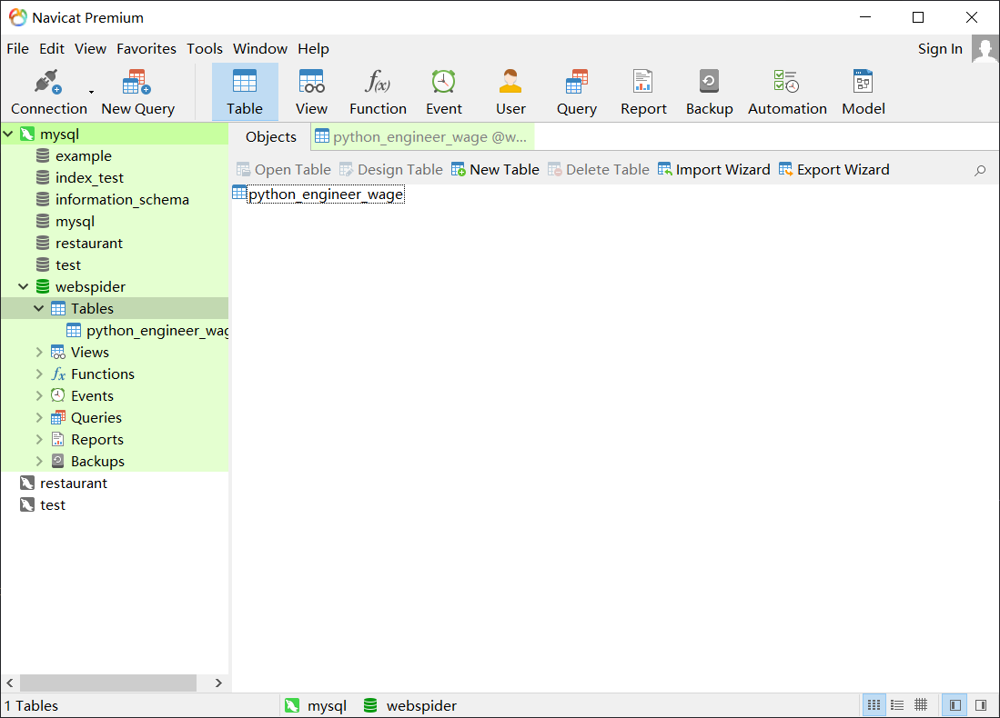 Navicat Premium
File Edit View Favorites Tools Window Help Sign In
Connection New Query Table View Function Event User Query Report Backup Automation Model
mysql
example
index_test
information_schema
mysql
restaurant
test
webspider
Tables
python_engineer_wag
Views
Functions
Events
Queries
Reports
Backups
restaurant
test
Objects python_engineer_wage @w...
Open Table Design Table New Table Delete Table Import Wizard Export Wizard
python_engineer_wage
1 Tables mysql webspider